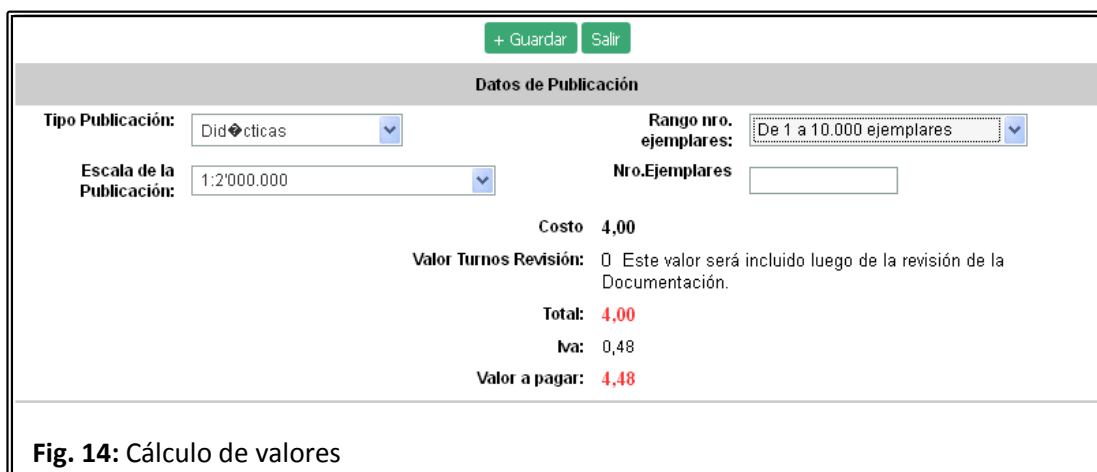 + Guardar Salir
Datos de Publicación
Tipo Publicación: Did�cticas Rango nro. ejemplares: De 1 a 10.000 ejemplares
Escala de la Publicación: 1:2'000.000 Nro.Ejemplares
Costo 4,00
Valor Turnos Revisión: 0 Este valor será incluido luego de la revisión de la
Documentación.
Total: 4,00
Iva: 0,48
Valor a pagar: 4,48
Fig. 14: Cálculo de valores